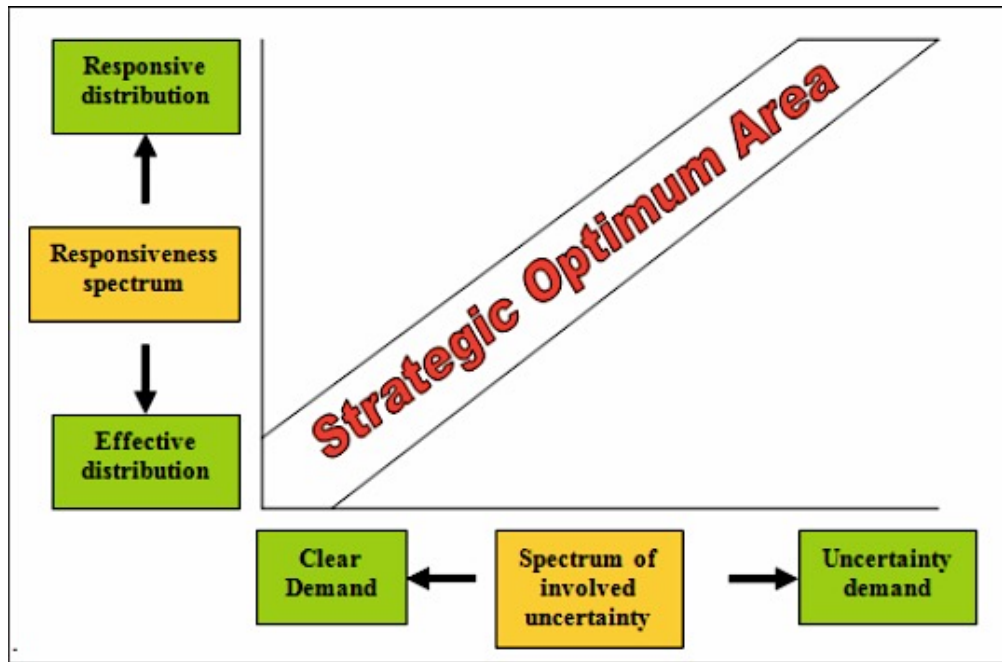 Responsive
distribution
Responsiveness
spectrum
Effective
distribution
Strategic Optimum Area
Clear
Demand
Spectrum of
involved
uncertainty
Uncertainty
demand